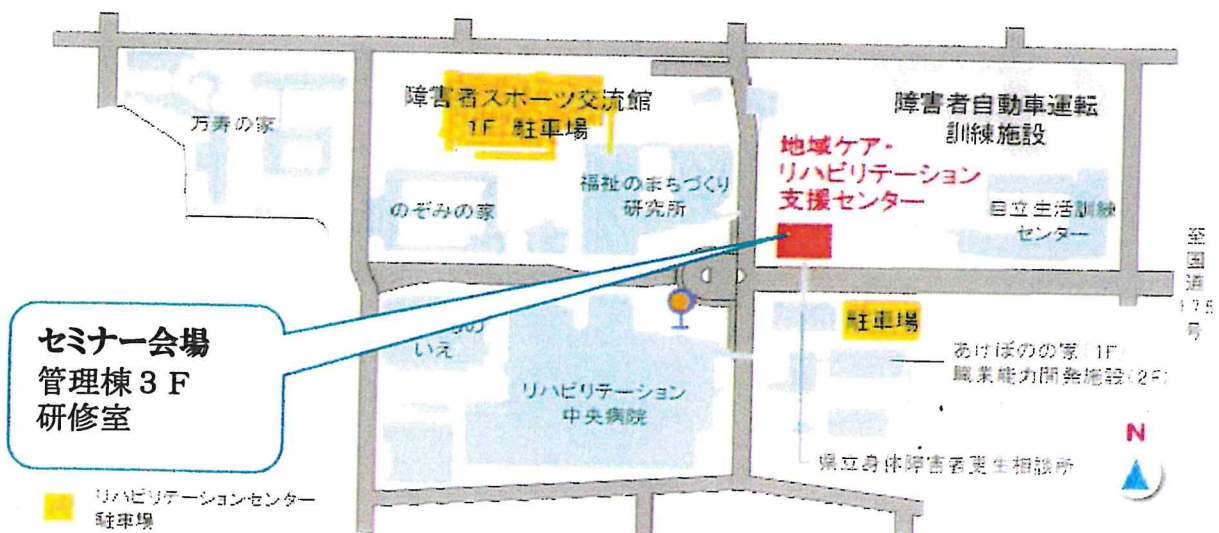 障害者スポーツ交流館
1F 駐車場
障害者自動車運転
訓練施設
万寿の家
地域ケア・
リハビリテーション
支援センター
福祉のまちづくり
研究所
のぞみの家
自立生活訓練
センター
至国道175号
セミナー会場
管理棟3F
研修室
の
いえ
リハビリテーション
中央病院
駐車場
あけぼのの家(1F)
職業能力開発施設(2F)
県立身体障害者更生相談所
N
リハビリテーションセンター
駐車場